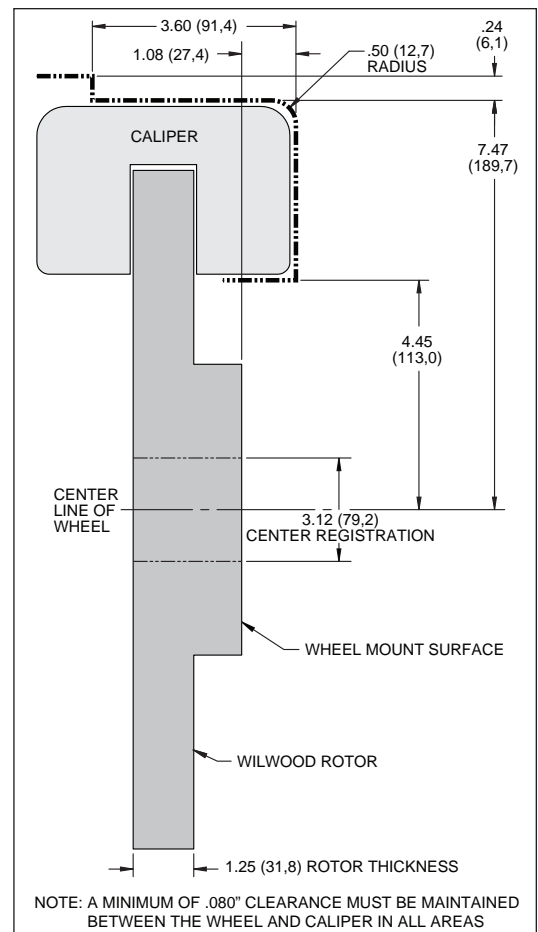 3.60 (91,4)
.24
(6,1)
1.08 (27,4)
.50 (12,7)
RADIUS
CALIPER
7.47
(189,7)
4.45
(113,0)
CENTER
LINE OF
WHEEL
3.12 (79,2)
CENTER REGISTRATION
WHEEL MOUNT SURFACE
WILWOOD ROTOR
1.25 (31,8) ROTOR THICKNESS
NOTE: A MINIMUM OF .080" CLEARANCE MUST BE MAINTAINED
BETWEEN THE WHEEL AND CALIPER IN ALL AREAS